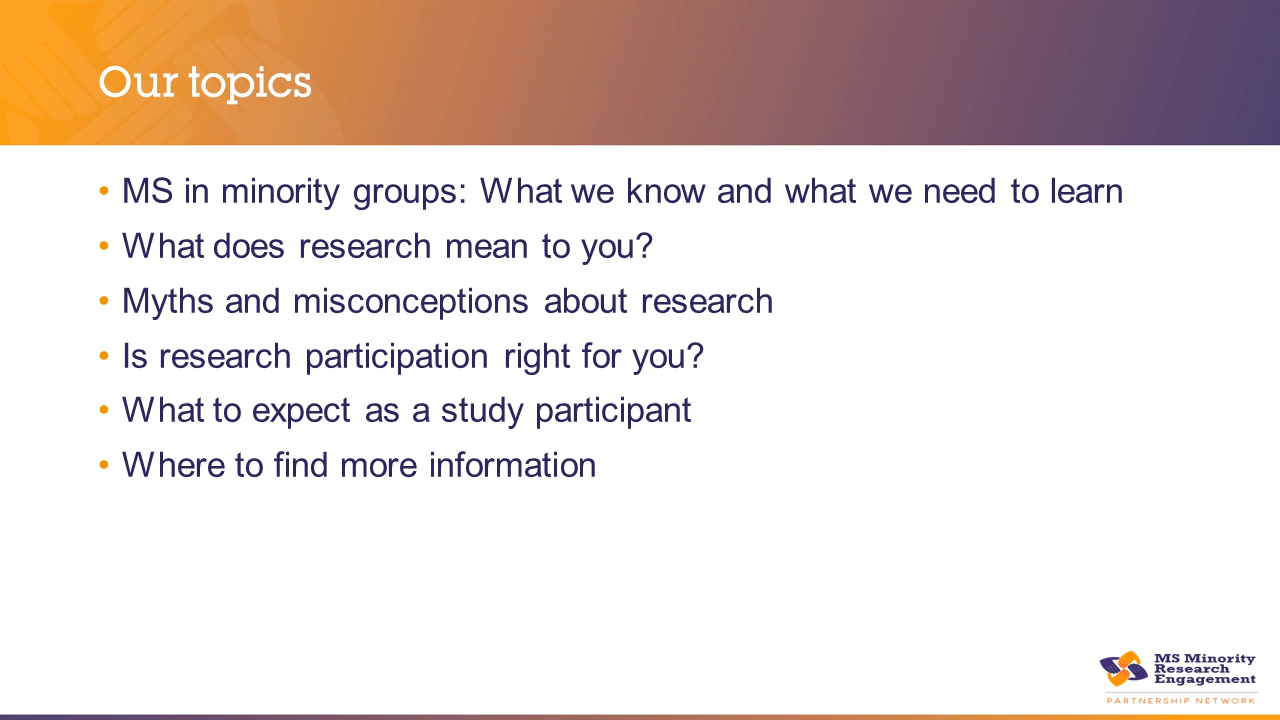 Our topics
• MS in minority groups: What we know and what we need to learn
• What does research mean to you?
• Myths and misconceptions about research
• Is research participation right for you?
• What to expect as a study participant
• Where to find more information
MS Minority
Research
Engagement
PARTNERSHIP NETWORK